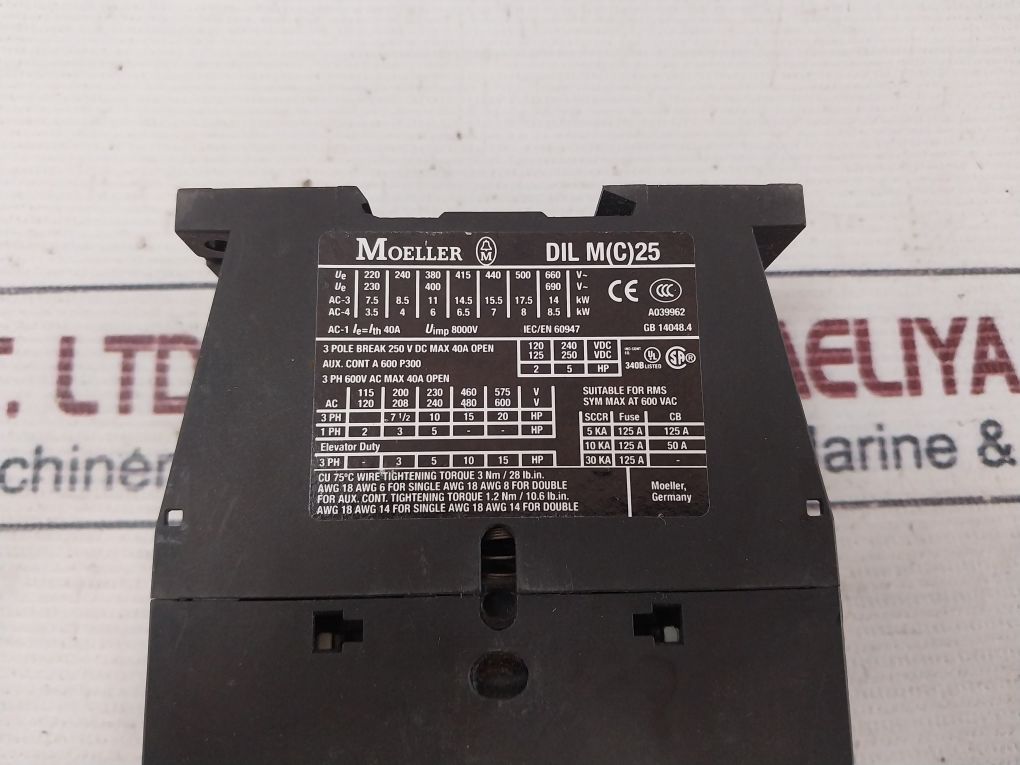 MOELLER M DIL M(C)25
Ue 220 240 380 415 440 500 660 V~
Ue 230 400 690 V~
AC-3 7.5 8.5 11 14.5 15.5 17.5 14 kW
AC-4 3.5 4 6 6.5 7 8 8.5 kW
CE CCC
A039962
AC-1 Ie=Ith 40A Uimp 8000V IEC/EN 60947 GB 14048.4
3 POLE BREAK 250 V DC MAX 40A OPEN
AUX. CONT A 600 P300
3 PH 600V AC MAX 40A OPEN
120 240 VDC
125 250 VDC
2 5 HP
IND CONT
340B UL LISTED SA
115 200 230 460 575 V
AC 120 208 240 480 600 V
3 PH 7 1/2 10 15 20 HP
1 PH 2 3 5 - - HP
Elevator Duty
3 PH - 3 5 10 15 HP
SUITABLE FOR RMS
SYM MAX AT 600 VAC
SCCR Fuse CB
5 KA 125 A 125 A
10 KA 125 A 50 A
30 KA 125 A -
CU 75°C WIRE TIGHTENING TORQUE 3 Nm / 28 lb.in.
AWG 18 AWG 6 FOR SINGLE AWG 18 AWG 8 FOR DOUBLE
FOR AUX. CONT. TIGHTENING TORQUE 1.2 Nm / 10.6 lb.in.
AWG 18 AWG 14 FOR SINGLE AWG 18 AWG 14 FOR DOUBLE
Moeller,
Germany
T. LTD
AELIYA
achiner
arine &